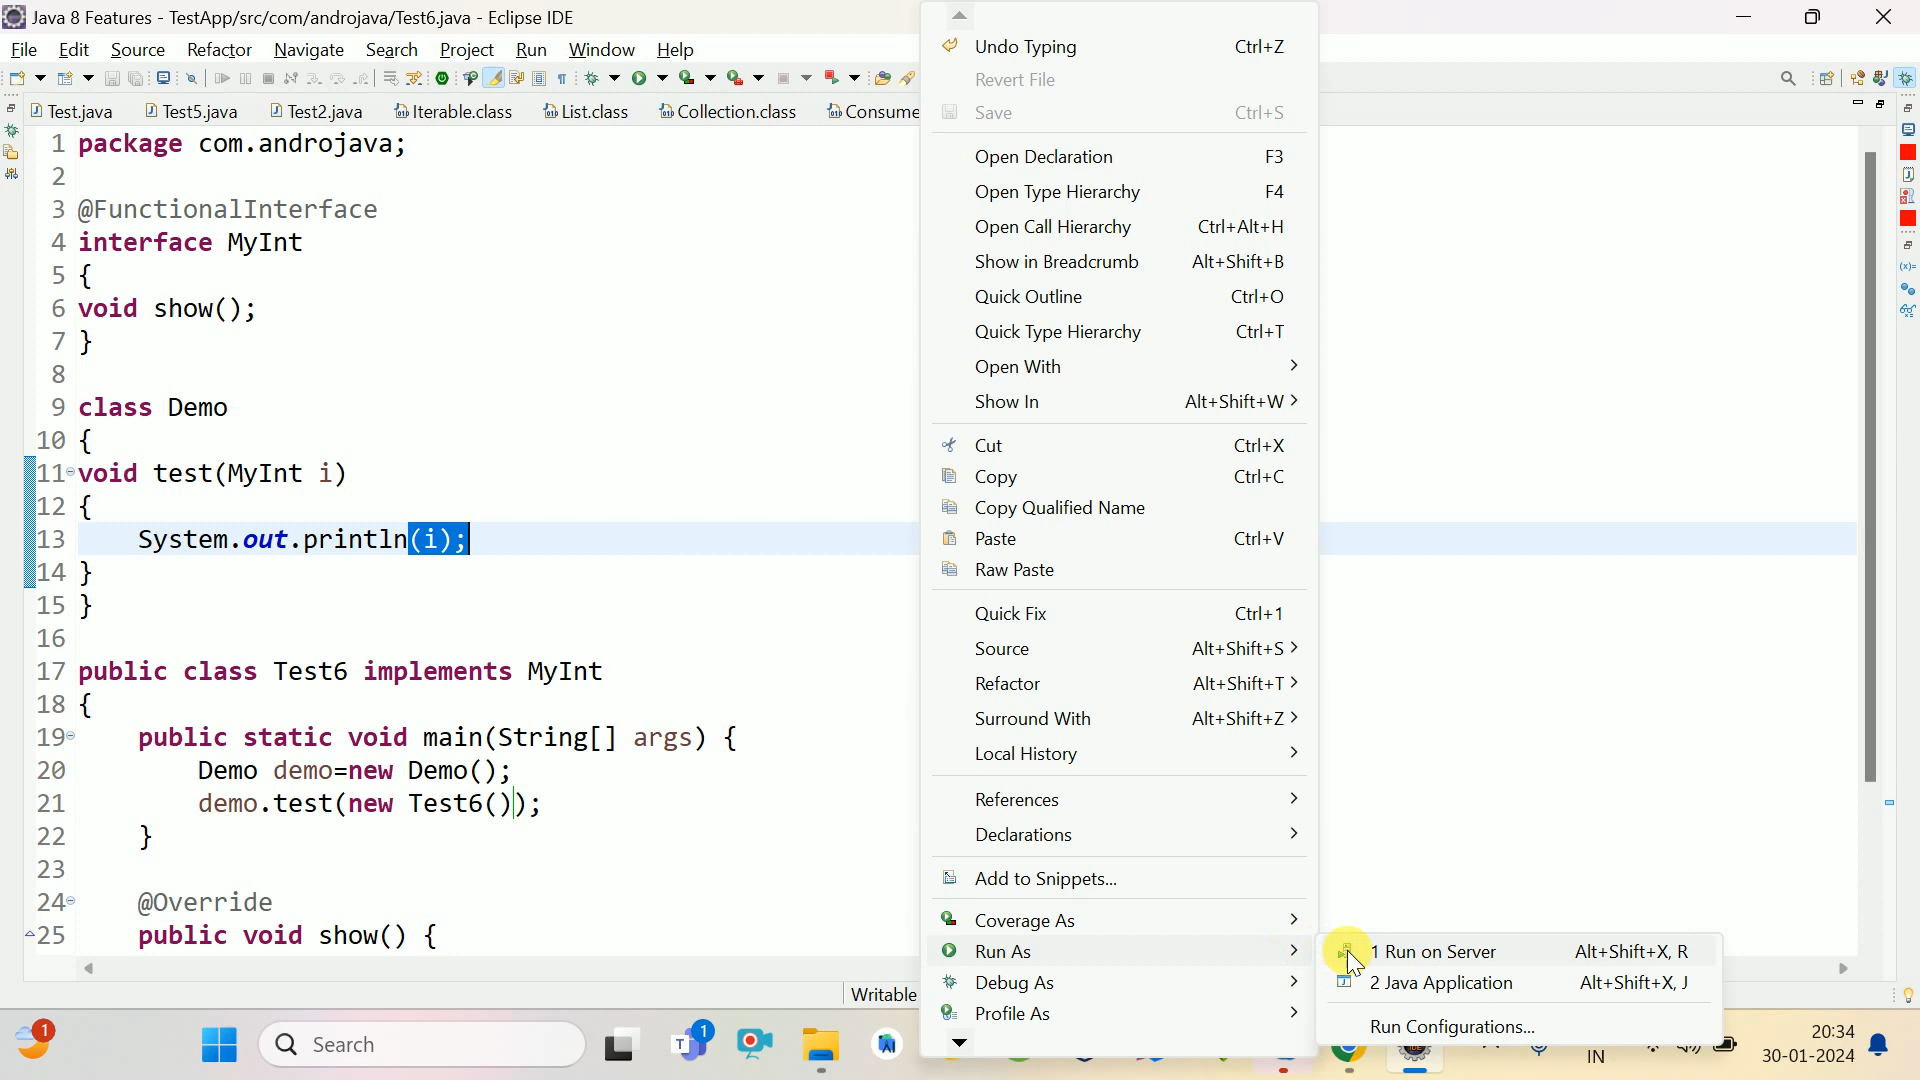 Java 8 Features - TestApp/src/com/androjava/Test6.java - Eclipse IDE
File Edit Source Refactor Navigate Search Project Run Window Help
Test.java Test5.java Test2.java Iterable.class List.class Collection.class Consume
1 package com.androjava;
2
3 @FunctionalInterface
4 interface MyInt
5 {
6 void show();
7 }
8
9 class Demo
10 {
11 void test(MyInt i)
12 {
13 System.out.println(i);
14 }
15 }
16
17 public class Test6 implements MyInt
18 {
19 public static void main(String[] args) {
20 Demo demo=new Demo();
21 demo.test(new Test6());
22 }
23
24 @Override
25 public void show() {
Writable
Undo Typing Ctrl+Z
Revert File
Save Ctrl+S
Open Declaration F3
Open Type Hierarchy F4
Open Call Hierarchy Ctrl+Alt+H
Show in Breadcrumb Alt+Shift+B
Quick Outline Ctrl+O
Quick Type Hierarchy Ctrl+T
Open With >
Show In Alt+Shift+W >
Cut Ctrl+X
Copy Ctrl+C
Copy Qualified Name
Paste Ctrl+V
Raw Paste
Quick Fix Ctrl+1
Source Alt+Shift+S >
Refactor Alt+Shift+T >
Surround With Alt+Shift+Z >
Local History >
References >
Declarations >
Add to Snippets...
Coverage As >
Run As >
Debug As >
Profile As >
1 Run on Server Alt+Shift+X, R
2 Java Application Alt+Shift+X, J
Run Configurations...
1
Search
1
IN
20:34
30-01-2024